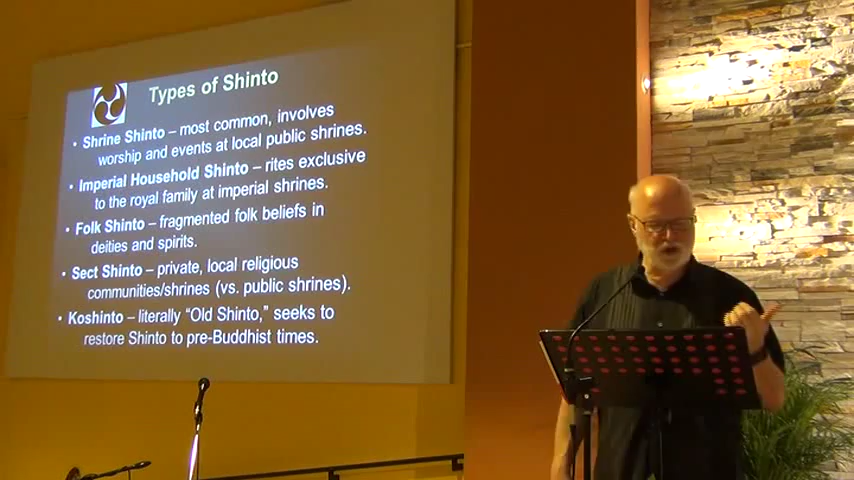 Types of Shinto
• Shrine Shinto – most common, involves
worship and events at local public shrines.
• Imperial Household Shinto – rites exclusive
to the royal family at imperial shrines.
• Folk Shinto – fragmented folk beliefs in
deities and spirits.
• Sect Shinto – private, local religious
communities/shrines (vs. public shrines).
• Koshinto – literally “Old Shinto,” seeks to
restore Shinto to pre-Buddhist times.